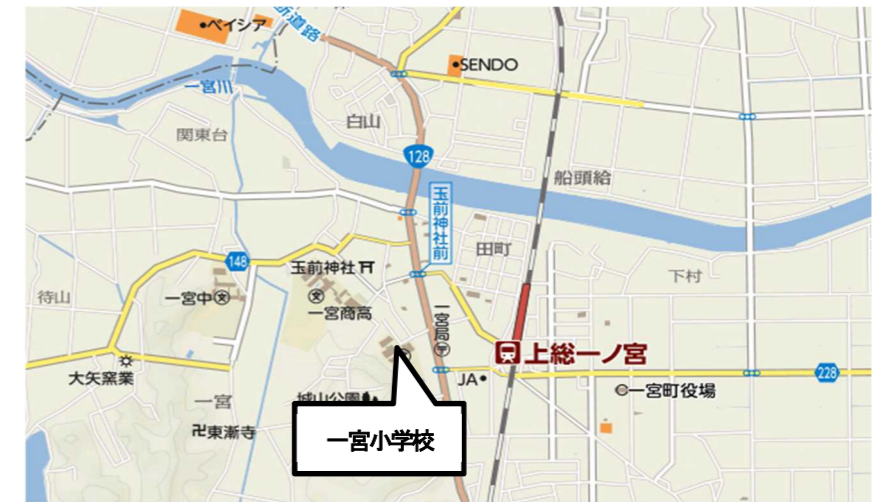 ベイシア
断道路
SENDO
一宮川
白山
関東台
128
船頭給
玉前神社前
田町
148
玉前神社
下村
待山
一宮中
一宮商高
一宮局
上総一ノ宮
大矢窯業
JA
228
一宮町役場
城山公園
一宮
東漸寺
一宮小学校